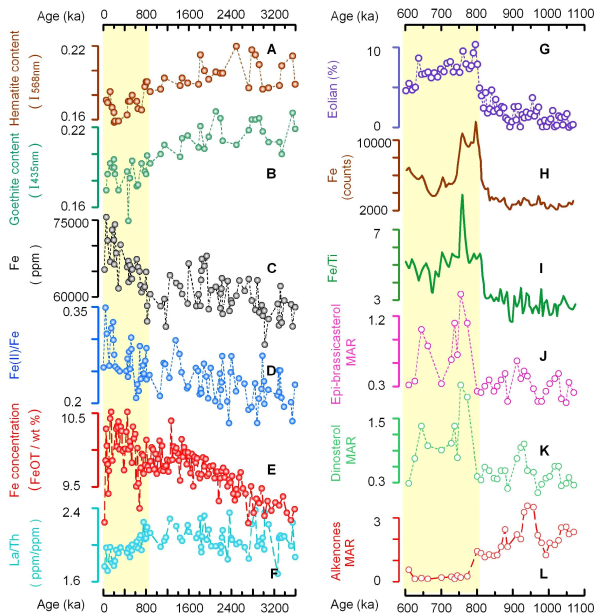 Age (ka) 0 800 1600 2400 3200
Age (ka) 600 700 800 900 1000 1100
Hematite content
( I 568nm )
0.22
0.16
A
Goethite content
( I 435nm )
0.22
0.16
B
Fe
( ppm )
75000
60000
C
Fe(II)/Fe
0.35
0.2
D
Fe concentration
( FeOT / wt % )
10.5
9.5
E
La/Th
( ppm/ppm )
2.4
1.6
F
Age (ka) 0 800 1600 2400 3200
Eolian (%)
10
0
G
Fe
(counts)
10000
2000
H
Fe/Ti
7
3
I
Epi-brassicasterol
MAR
1.2
0.3
J
Dinosterol
MAR
1.5
0.3
K
Alkenones
MAR
3
0
L
Age (ka) 600 700 800 900 1000 1100